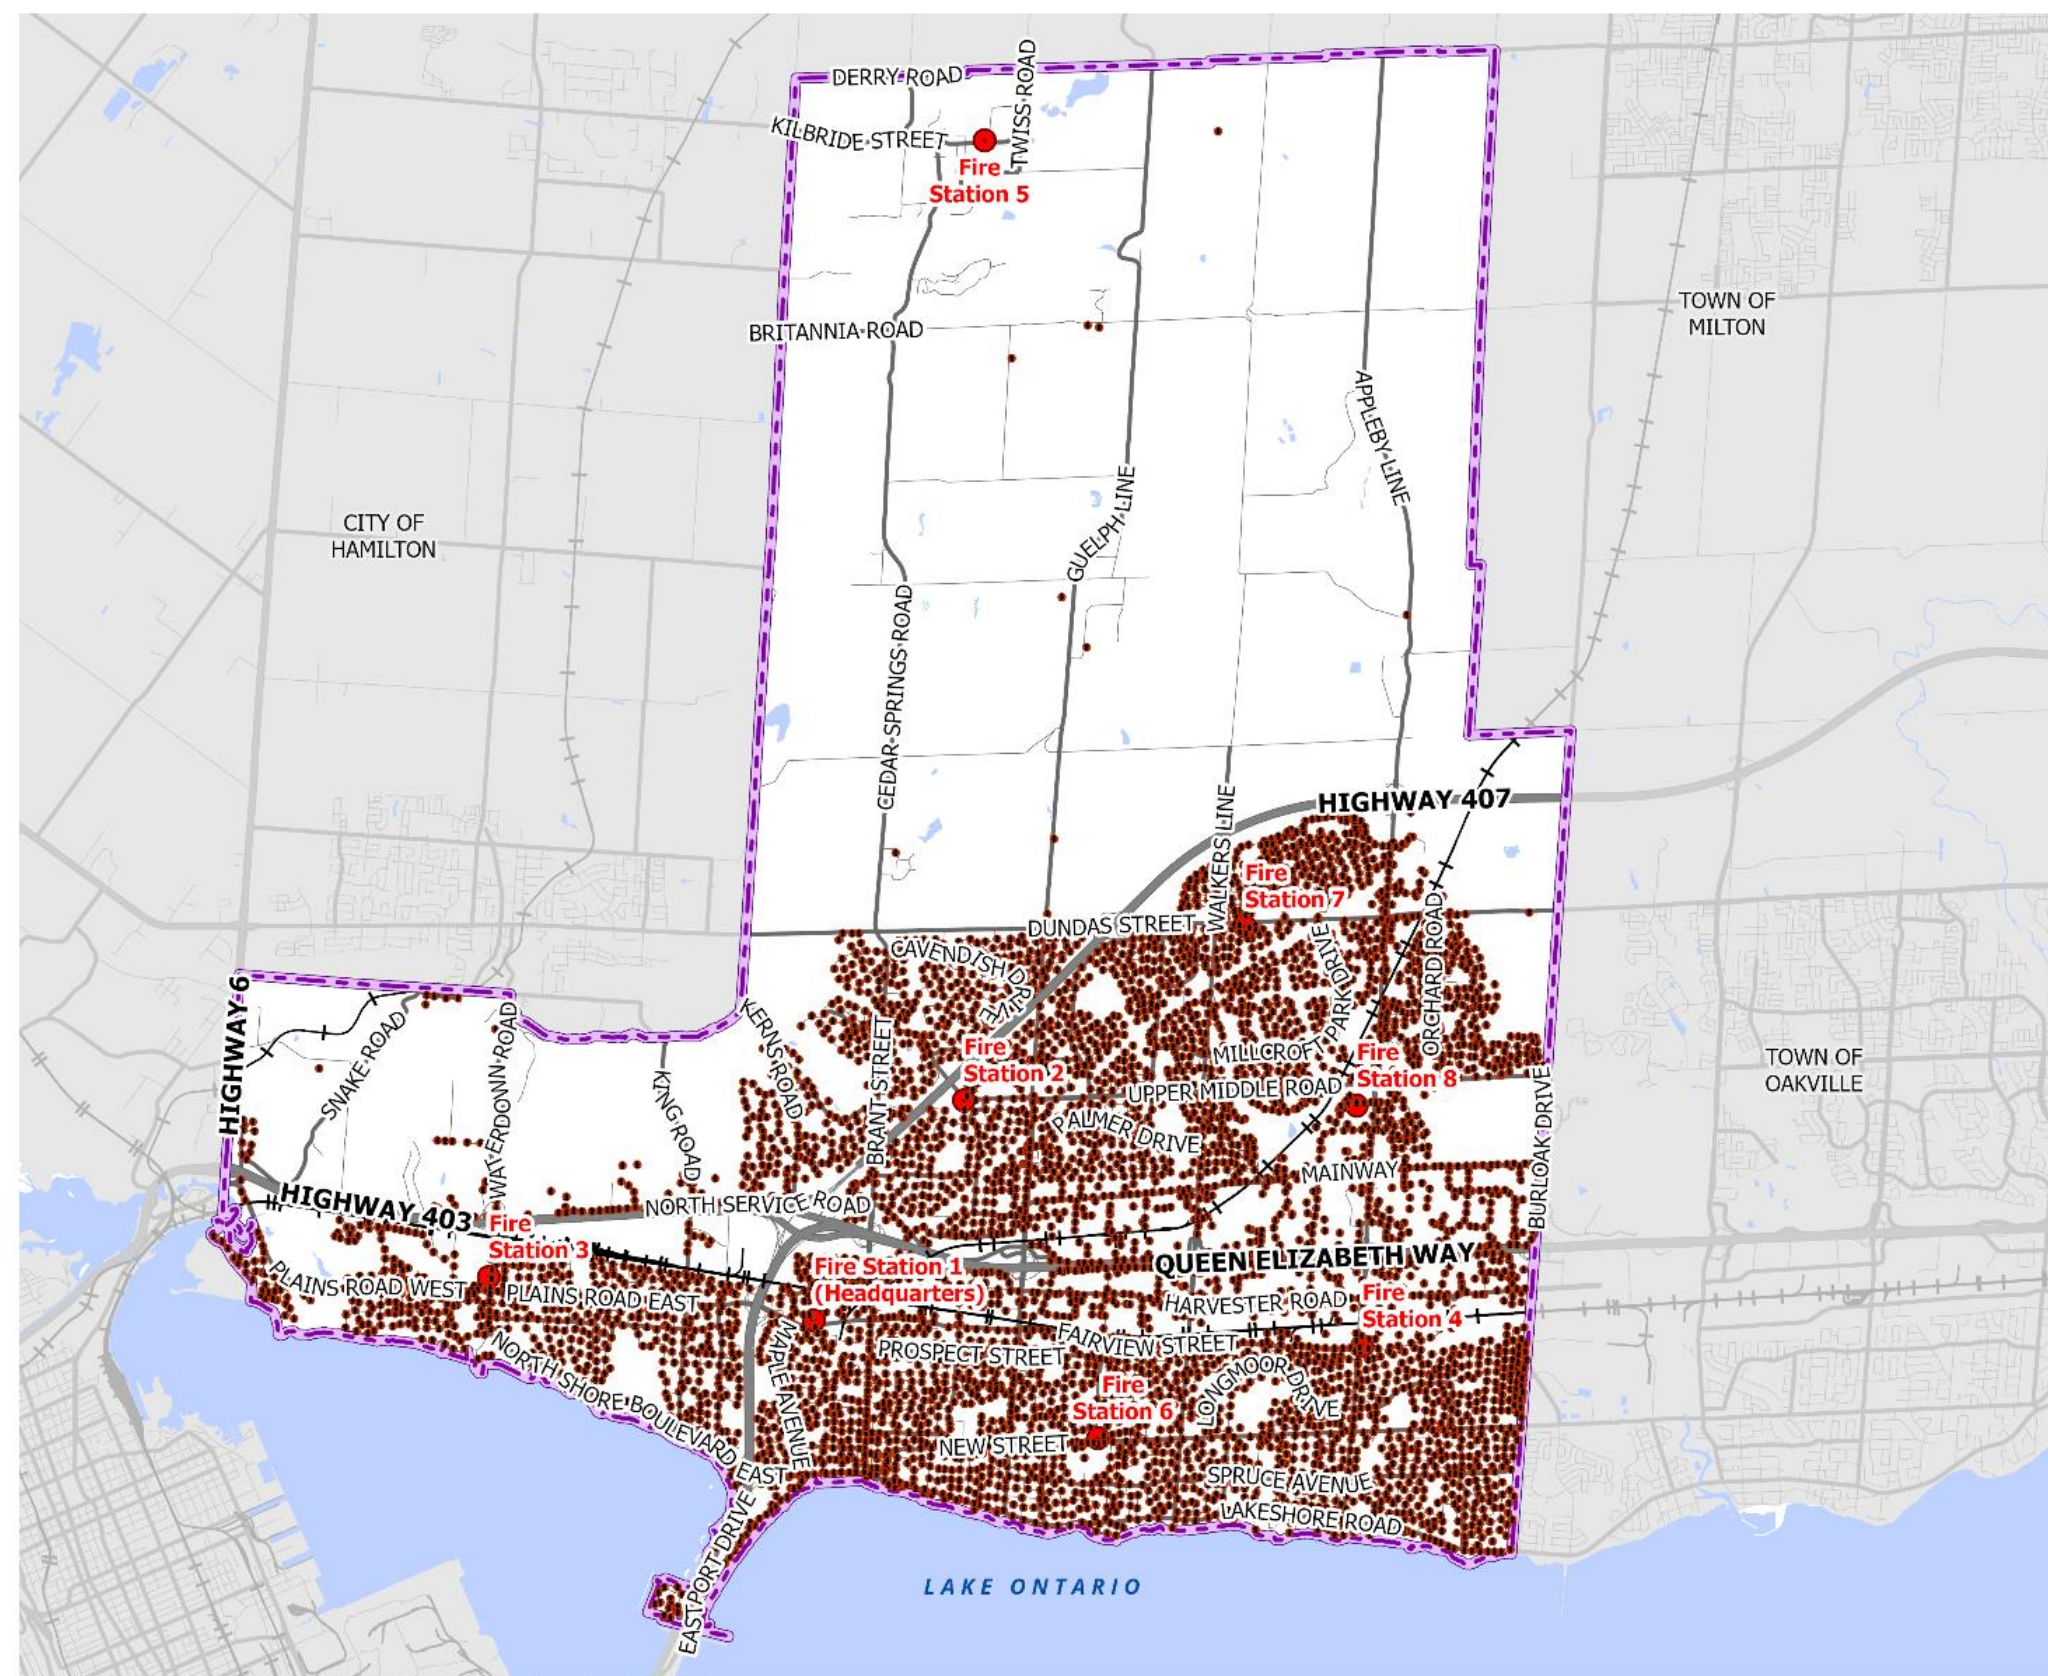 DERRY ROAD
TWISS ROAD
KILBRIDE STREET
Fire
Station 5
BRITANNIA ROAD
TOWN OF
MILTON
APPLEBY LINE
GUELPH LINE
CITY OF
HAMILTON
CEDAR SPRINGS ROAD
HIGHWAY 407
WALKERS LINE
Fire
Station 7
DUNDAS STREET
CAVENDISH DRIVE
PARK DRIVE
ORCHARD ROAD
HIGHWAY 6
SNAKE ROAD
WATERDONN ROAD
KING ROAD
KERNS ROAD
BRANT STREET
Fire
Station 2
MILLCROFT
Fire
Station 8
UPPER MIDDLE ROAD
PALMER DRIVE
TOWN OF
OAKVILLE
BURLOAK DRIVE
MAINWAY
HIGHWAY 403
NORTH SERVICE ROAD
Fire
Station 3
Fire Station 1
(Headquarters)
QUEEN ELIZABETH WAY
PLAINS ROAD WEST
PLAINS ROAD EAST
HARVESTER ROAD
Fire
Station 4
FAIRVIEW STREET
PROSPECT STREET
MAPLE AVENUE
NORTH SHORE BOULEVARD EAST
Fire
Station 6
LONGMOOR DRIVE
NEW STREET
SPRUCE AVENUE
LAKESHORE ROAD
EASTPORT DRIVE
LAKE ONTARIO